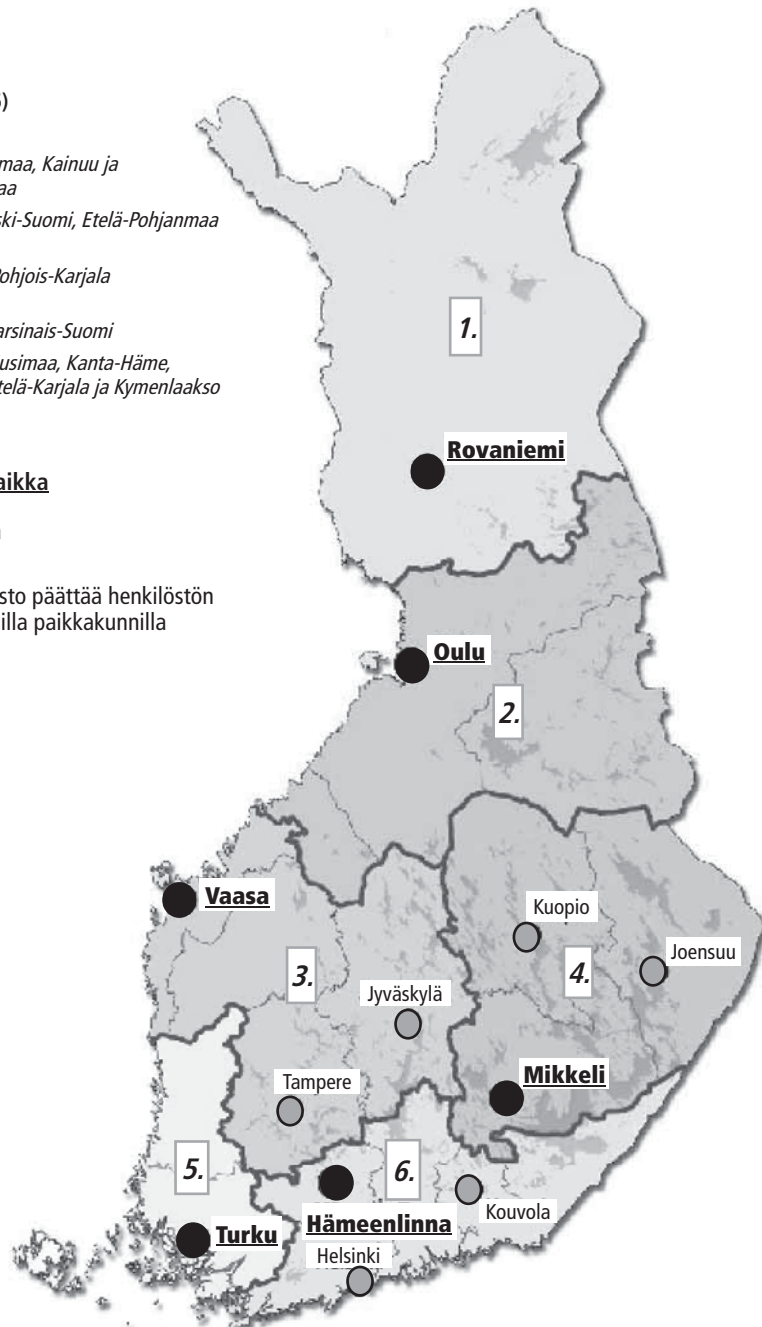 )
maa, Kainuu ja
aa
ski-Suomi, Etelä-Pohjanmaa
Pohjois-Karjala
arsinais-Suomi
usimaa, Kanta-Häme,
telä-Karjala ja Kymenlaakso
aikka
sto päättää henkilöstön
illa paikkakunnilla
1.
Rovaniemi
Oulu
2.
Vaasa
Kuopio
3.
4.
Joensuu
Jyväskylä
Tampere
Mikkeli
5.
6.
Hämeenlinna
Kouvola
Turku
Helsinki